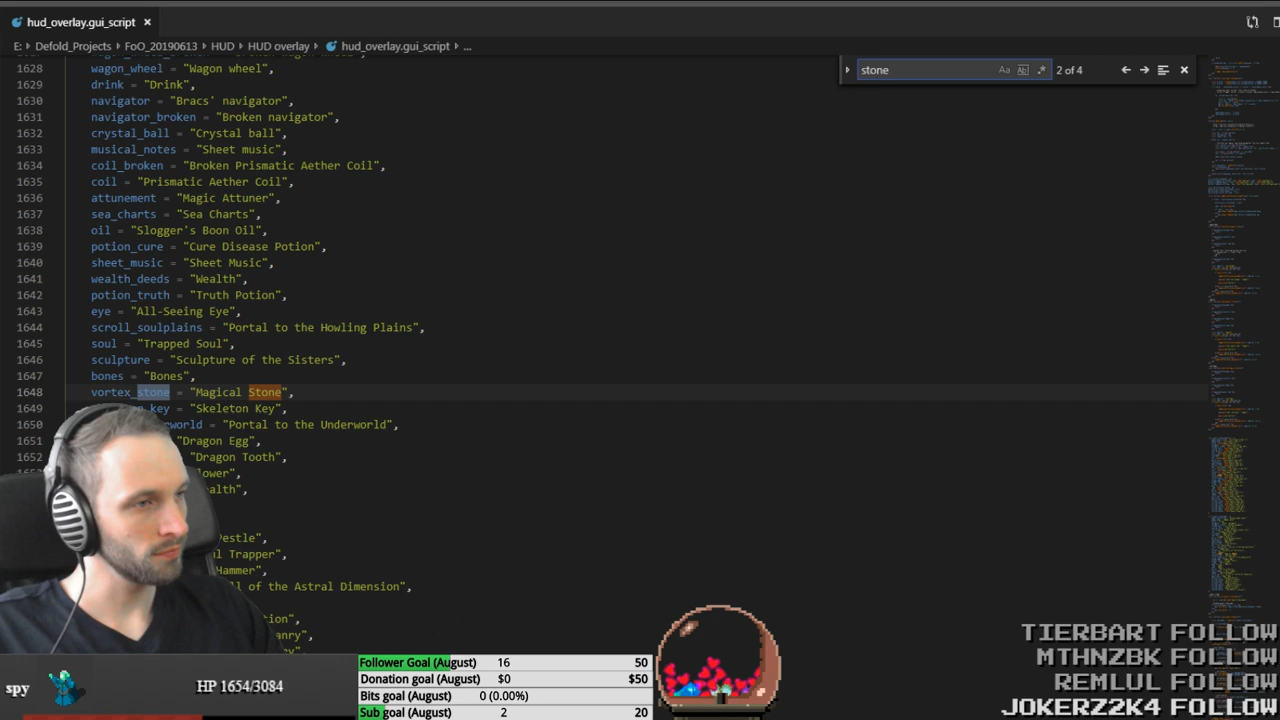 hud_overlay.gui_script ×
E: > Defold_Projects > FoO_20190613 > HUD > HUD overlay > hud_overlay.gui_script > ...
stone Aa Ab| .* 2 of 4
1628 wagon_wheel = "Wagon wheel",
1629 drink = "Drink",
1630 navigator = "Bracs' navigator",
1631 navigator_broken = "Broken navigator",
1632 crystal_ball = "Crystal ball",
1633 musical_notes = "Sheet music",
1634 coil_broken = "Broken Prismatic Aether Coil",
1635 coil = "Prismatic Aether Coil",
1636 attunement = "Magic Attuner",
1637 sea_charts = "Sea Charts",
1638 oil = "Slogger's Boon Oil",
1639 potion_cure = "Cure Disease Potion",
1640 sheet_music = "Sheet Music",
1641 wealth_deeds = "Wealth",
1642 potion_truth = "Truth Potion",
1643 eye = "All-Seeing Eye",
1644 scroll_soulplains = "Portal to the Howling Plains",
1645 soul = "Trapped Soul",
1646 sculpture = "Sculpture of the Sisters",
1647 bones = "Bones",
1648 vortex_stone = "Magical Stone",
1649 key = "Skeleton Key",
1650 world = "Portal to the Underworld",
1651 "Dragon Egg",
1652 "Dragon Tooth",
lower",
ealth",
estle",
l Trapper",
Hammer",
ll of the Astral Dimension",
ion",
anry",
spy HP 1654/3084
Follower Goal (August) 16 50
Donation goal (August) $0 $50
Bits goal (August) 0 (0.00%)
Sub goal (August) 2 20
TIERBART FOLLOW
MTHNZBK FOLLOW
REMLUL FOLLOW
JOKERZ2K4 FOLLOW